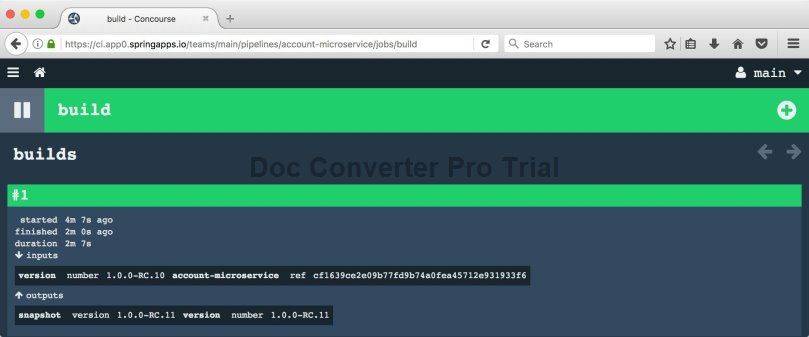 build - Concourse
https://ci.app0.springapps.io/teams/main/pipelines/account-microservice/jobs/build
Search
main
build
builds
Doc Converter Pro Trial
#1
started 4m 7s ago
finished 2m 0s ago
duration 2m 7s
inputs
version number 1.0.0-RC.10 account-microservice ref cf1639ce2e09b77fd9b74a0fea45712e931933f6
outputs
snapshot version 1.0.0-RC.11 version number 1.0.0-RC.11